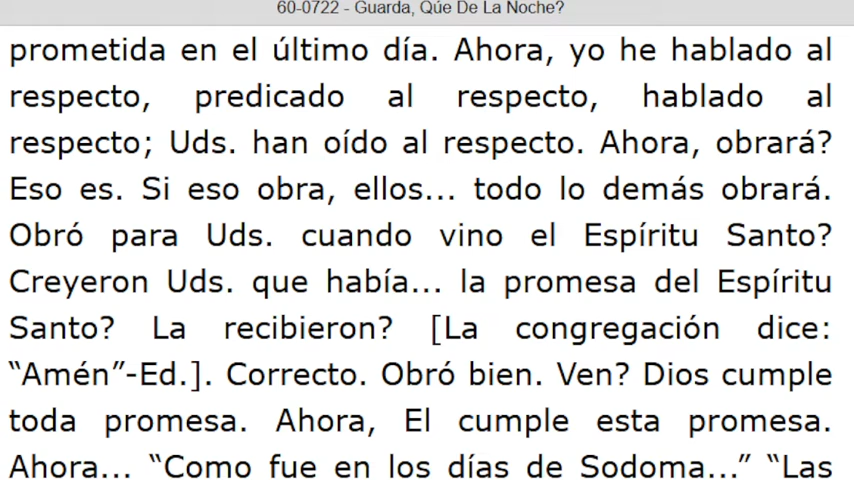 60-0722 - Guarda, Qúe De La Noche?
prometida en el último día. Ahora, yo he hablado al
respecto, predicado al respecto, hablado al
respecto; Uds. han oído al respecto. Ahora, obrará?
Eso es. Si eso obra, ellos... todo lo demás obrará.
Obró para Uds. cuando vino el Espíritu Santo?
Creyeron Uds. que había... la promesa del Espíritu
Santo? La recibieron? [La congregación dice:
“Amén”-Ed.]. Correcto. Obró bien. Ven? Dios cumple
toda promesa. Ahora, El cumple esta promesa.
Ahora... “Como fue en los días de Sodoma...” “Las